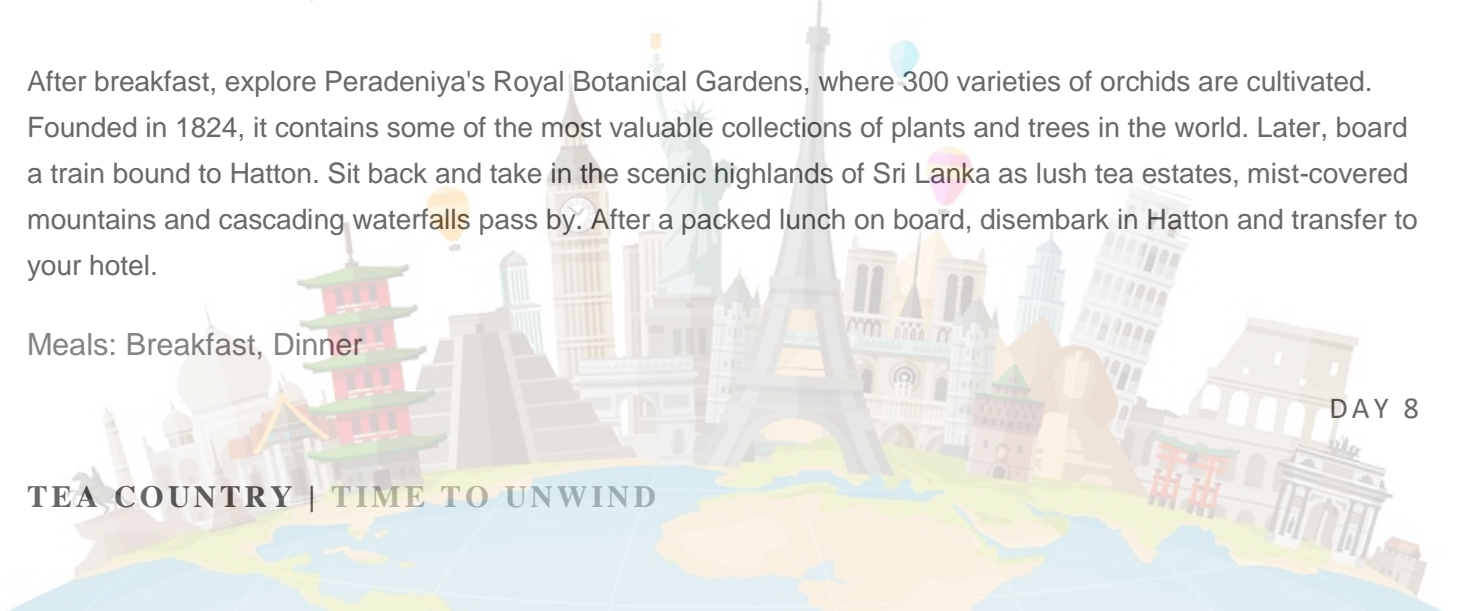 After breakfast, explore Peradeniya's Royal Botanical Gardens, where 300 varieties of orchids are cultivated.
Founded in 1824, it contains some of the most valuable collections of plants and trees in the world. Later, board
a train bound to Hatton. Sit back and take in the scenic highlands of Sri Lanka as lush tea estates, mist-covered
mountains and cascading waterfalls pass by. After a packed lunch on board, disembark in Hatton and transfer to
your hotel.
Meals: Breakfast, Dinner
DAY 8
TEA COUNTRY | TIME TO UNWIND